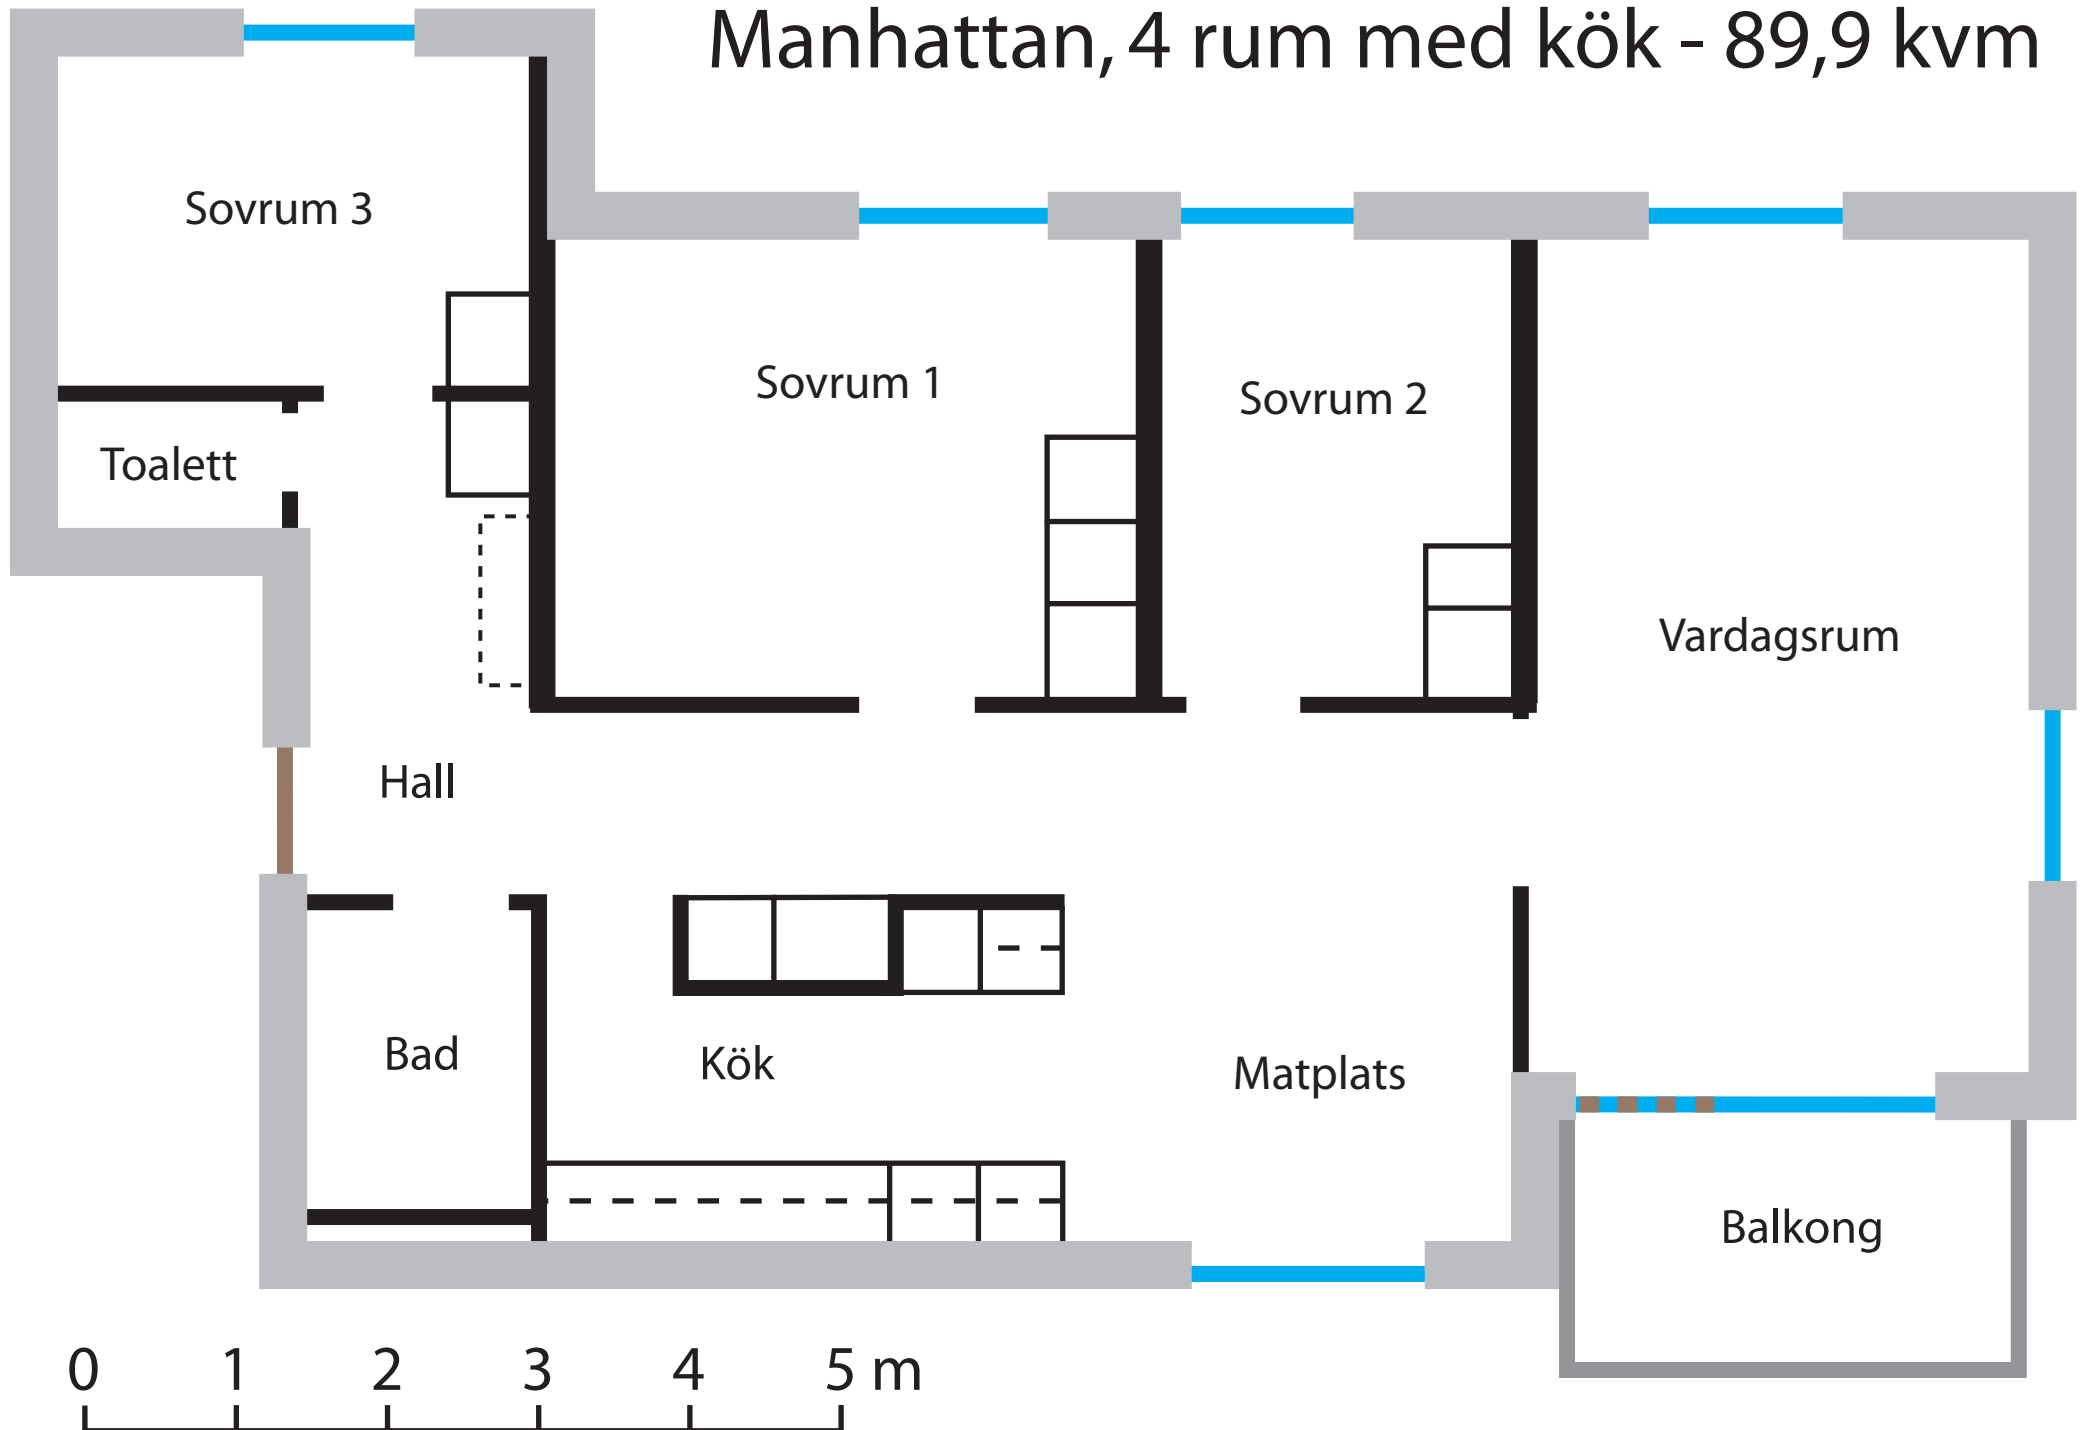 Manhattan, 4 rum med kök - 89,9 kvm
Sovrum 3
Sovrum 1
Sovrum 2
Toalett
Vardagsrum
Hall
Bad
Kök
Matplats
Balkong
0 1 2 3 4 5 m